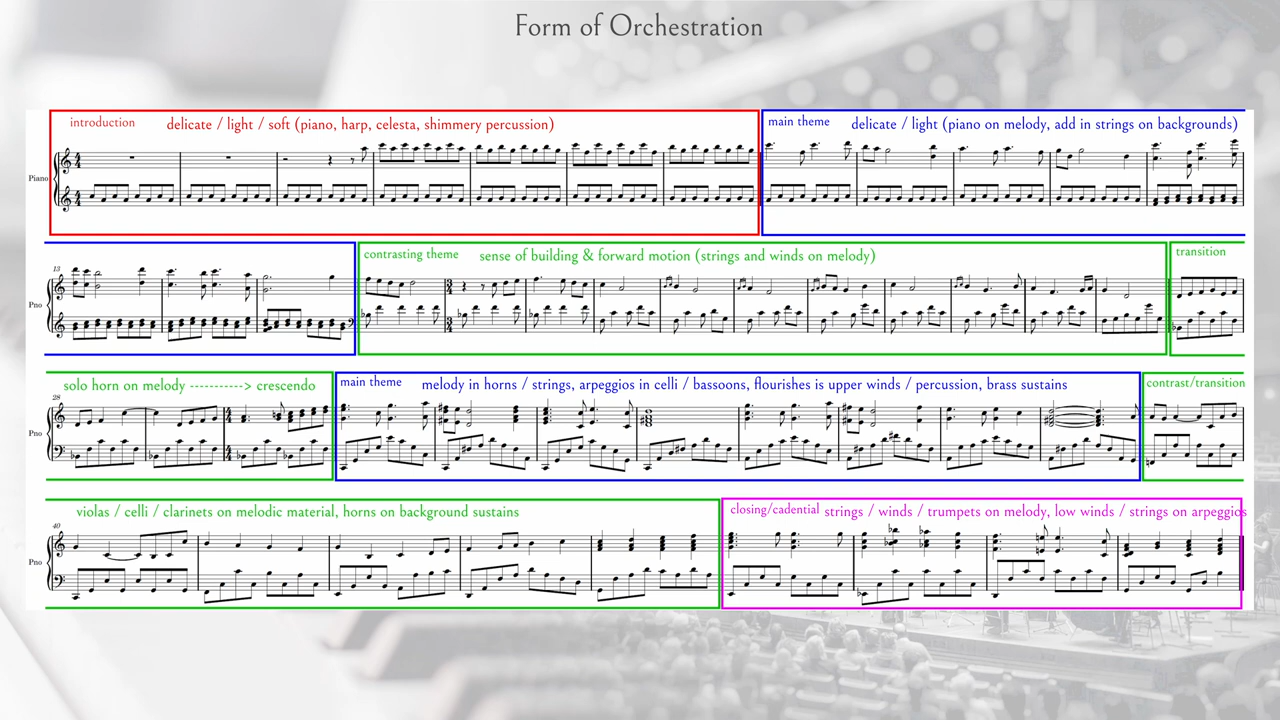 Form of Orchestration
introduction delicate / light / soft (piano, harp, celesta, shimmery percussion)
main theme delicate / light (piano on melody, add in strings on backgrounds)
Piano
13
contrasting theme sense of building & forward motion (strings and winds on melody)
transition
Pno
28
solo horn on melody -----------> crescendo
main theme melody in horns / strings, arpeggios in celli / bassoons, flourishes is upper winds / percussion, brass sustains
contrast/transition
Pno
40
violas / celli / clarinets on melodic material, horns on background sustains
closing/cadential strings / winds / trumpets on melody, low winds / strings on arpeggios
Pno